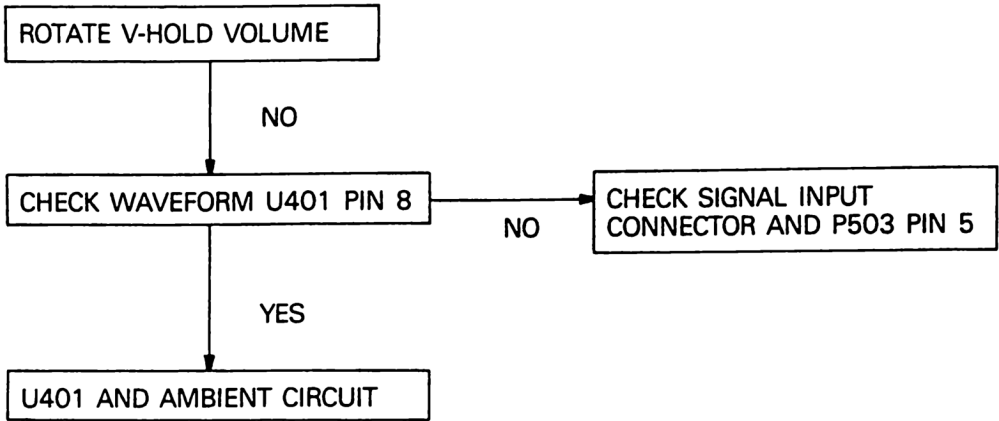 ROTATE V-HOLD VOLUME
NO
CHECK WAVEFORM U401 PIN 8
NO
CHECK SIGNAL INPUT
CONNECTOR AND P503 PIN 5
YES
U401 AND AMBIENT CIRCUIT